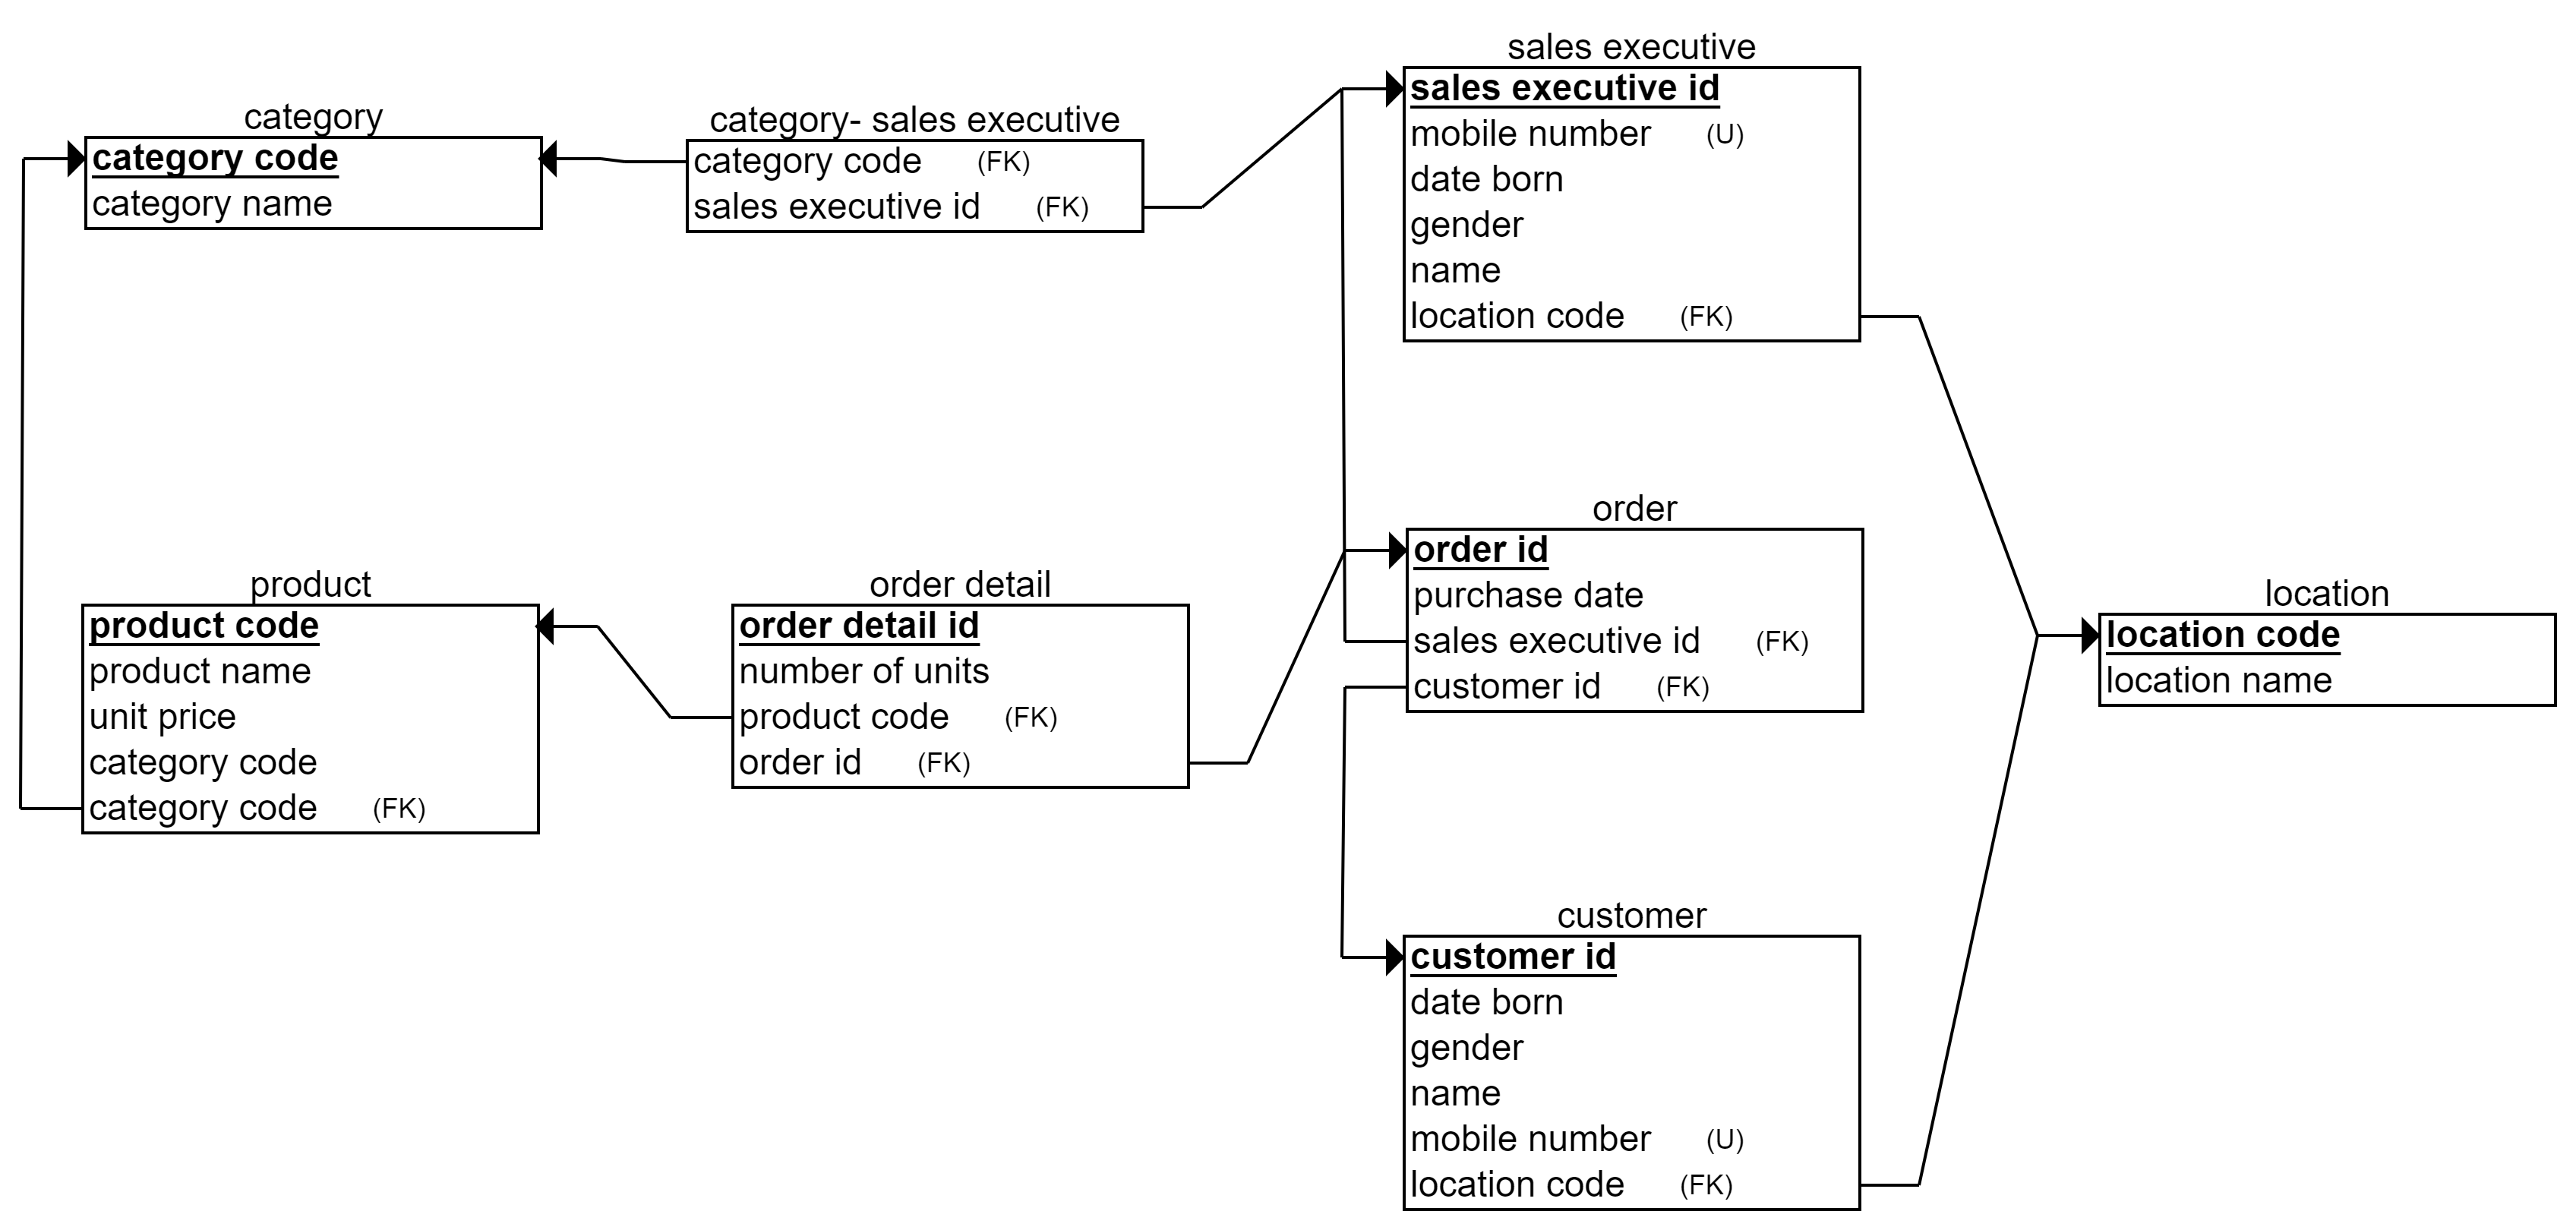 sales executive
sales executive id
mobile number (U)
date born
gender
name
location code (FK)
category
category code
category name
category- sales executive
category code (FK)
sales executive id (FK)
order
order id
purchase date
sales executive id (FK)
customer id (FK)
product
product code
product name
unit price
category code
category code (FK)
order detail
order detail id
number of units
product code (FK)
order id (FK)
location
location code
location name
customer
customer id
date born
gender
name
mobile number (U)
location code (FK)